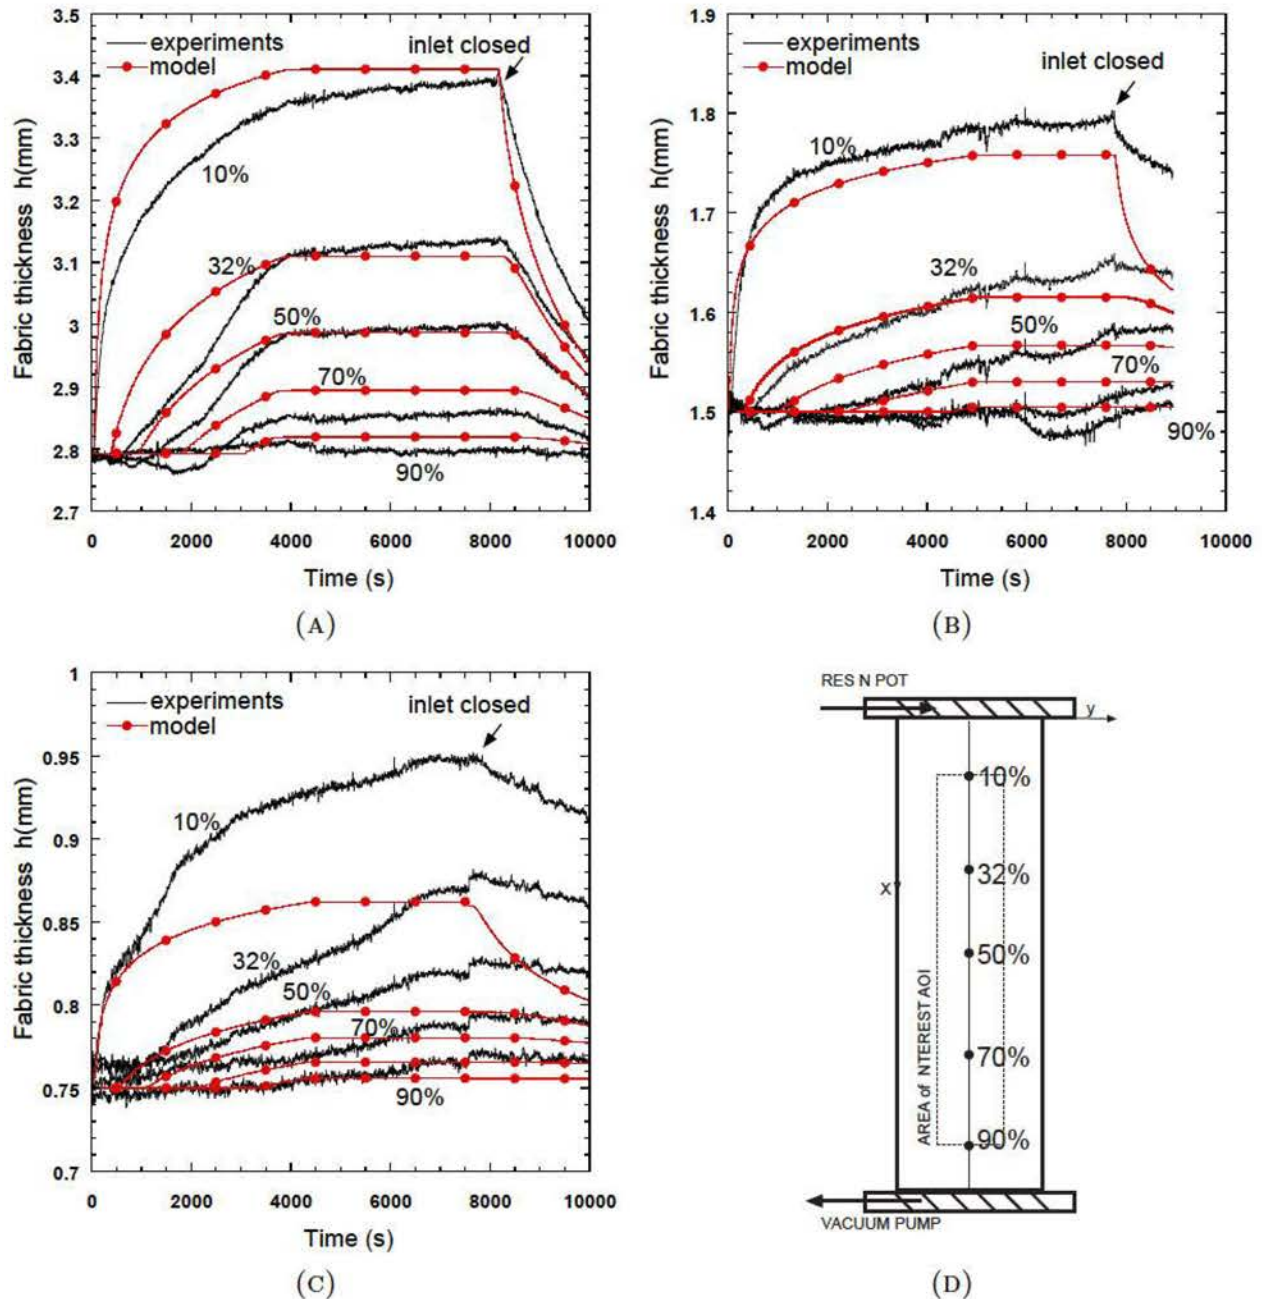 3.5
3.4
3.3
3.2
3.1
3
2.9
2.8
2.7
Fabric thickness h(mm)
experiments
model
inlet closed
10%
32%
50%
70%
90%
0 2000 4000 6000 8000 10000
Time (s)
(A)
1.9
1.8
1.7
1.6
1.5
1.4
Fabric thickness h(mm)
experiments
model
inlet closed
10%
32%
50%
70%
90%
0 2000 4000 6000 8000 10000
Time (s)
(B)
1
0.95
0.9
0.85
0.8
0.75
0.7
Fabric thickness h(mm)
experiments
model
inlet closed
10%
32%
50%
70%
90%
0 2000 4000 6000 8000 10000
Time (s)
(C)
RES N POT
y
10%
32%
X
50%
70%
90%
AREA of NTEREST AOI
VACUUM PUMP
(D)